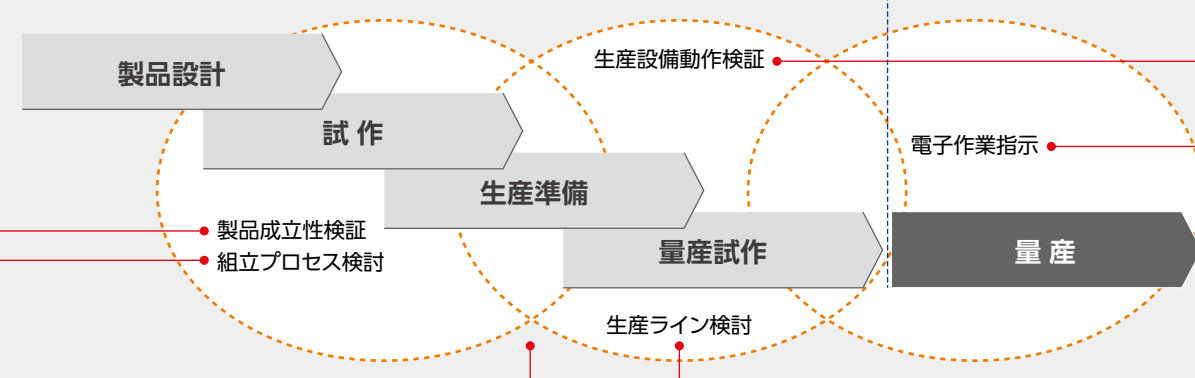 製品設計
試 作
生産準備
量産試作
量 産
生産設備動作検証
電子作業指示
製品成立性検証
組立プロセス検討
生産ライン検討